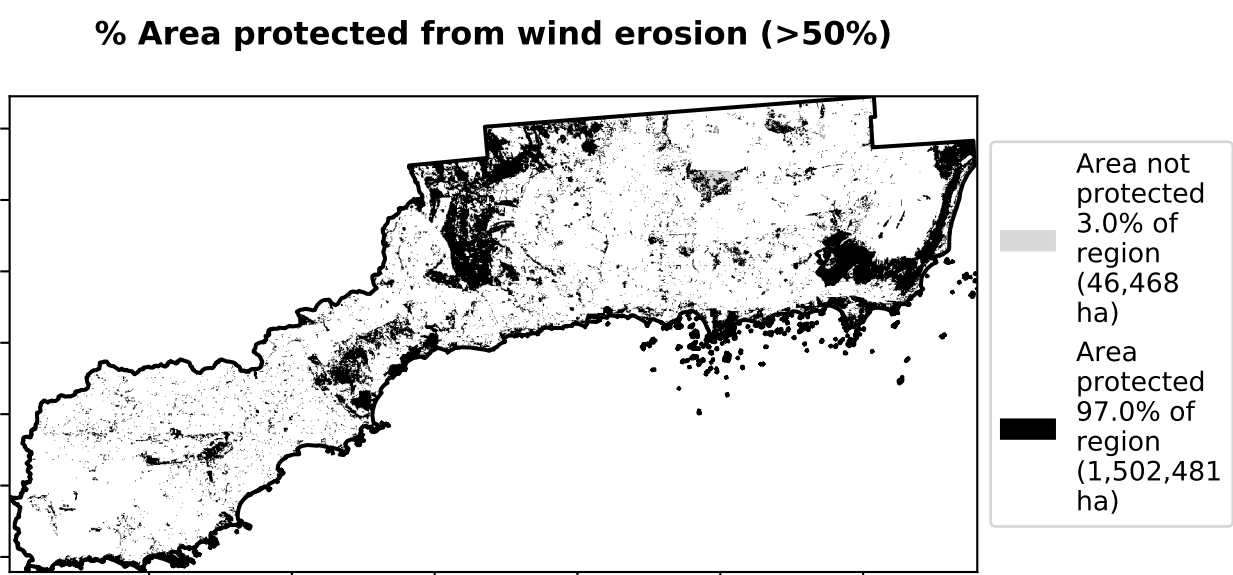 % Area protected from wind erosion (>50%)
Area not
protected
3.0% of
region
(46,468
ha)
Area
protected
97.0% of
region
(1,502,481
ha)